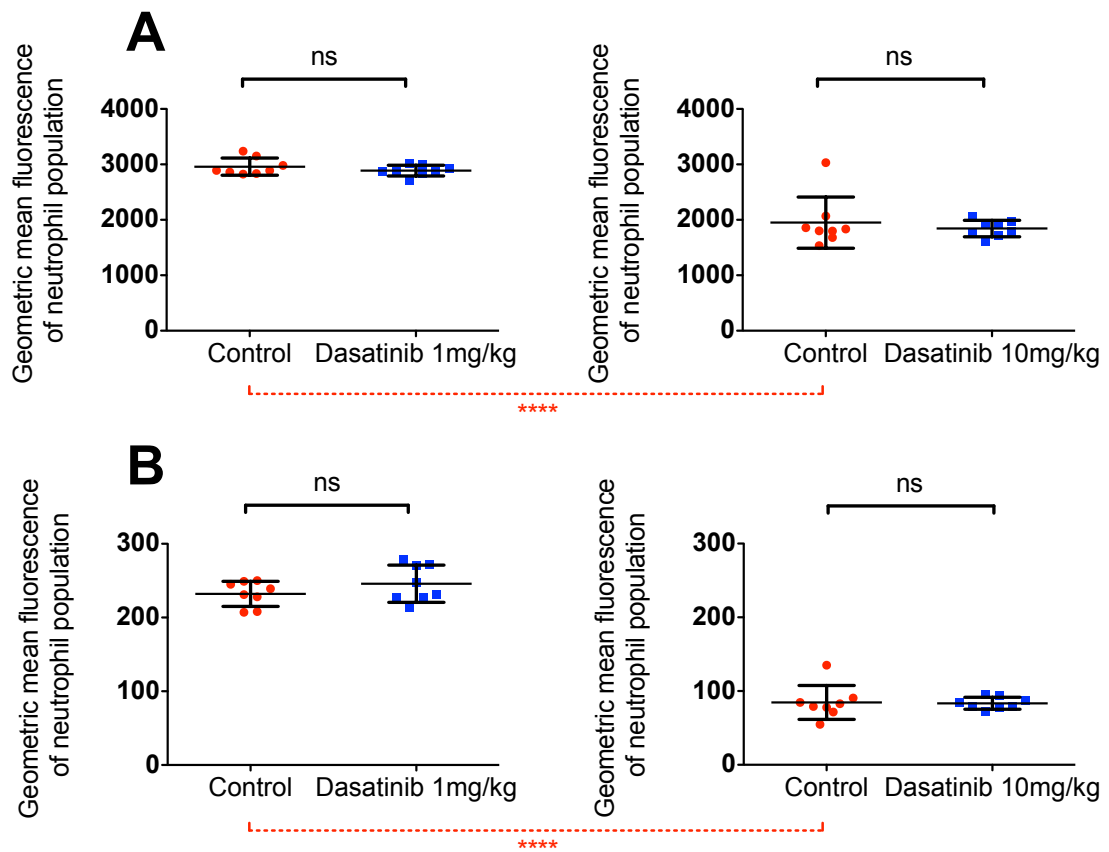 A
Geometric mean fluorescence
of neutrophil population
ns
4000
3000
2000
1000
0
Control
Dasatinib 1mg/kg
Geometric mean fluorescence
of neutrophil population
ns
4000
3000
2000
1000
0
Control
Dasatinib 10mg/kg
****
B
Geometric mean fluorescence
of neutrophil population
ns
300
200
100
0
Control
Dasatinib 1mg/kg
Geometric mean fluorescence
of neutrophil population
ns
300
200
100
0
Control
Dasatinib 10mg/kg
****